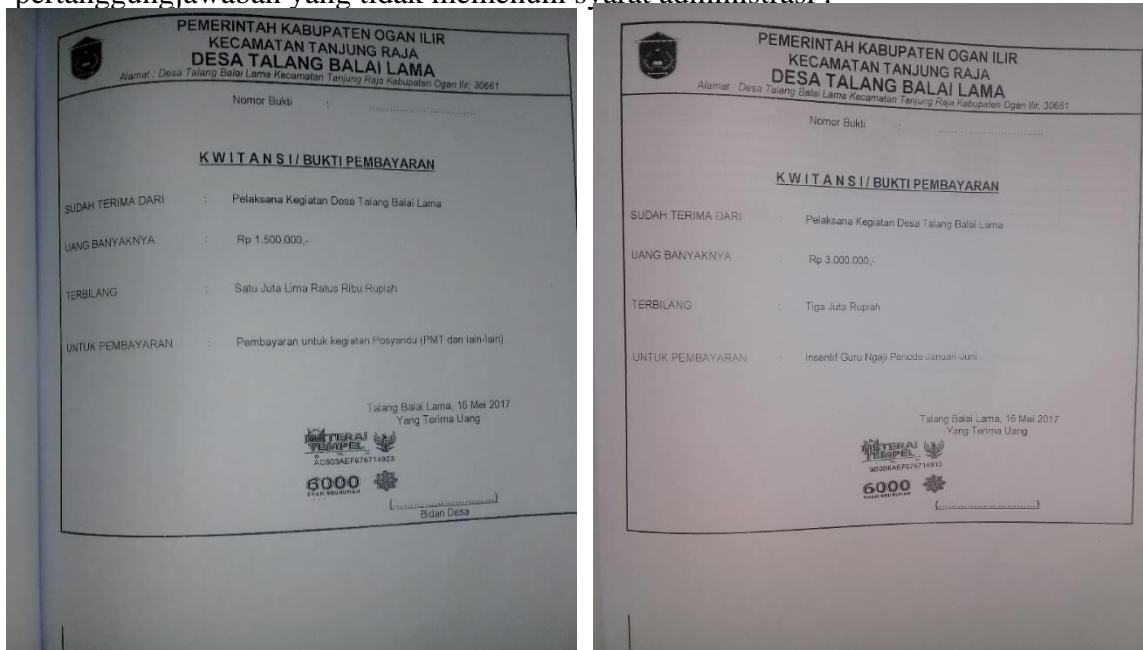 pertanggungjawaban yang tidak memenuhi syarat administrasi :
PEMERINTAH KABUPATEN OGAN ILIR
KECAMATAN TANJUNG RAJA
DESA TALANG BALAI LAMA
Alamat : Desa Talang Balai Lama Kecamatan Tanjung Raja Kabupaten Ogan Ilir, 30661
Nomor Bukti : ..............................
K W I T A N S I / BUKTI PEMBAYARAN
SUDAH TERIMA DARI : Pelaksana Kegiatan Desa Talang Balai Lama
UANG BANYAKNYA : Rp 1.500.000,-
TERBILANG : Satu Juta Lima Ratus Ribu Rupiah
UNTUK PEMBAYARAN : Pembayaran untuk kegiatan Posyandu (PMT dan lain-lain)
Talang Balai Lama, 16 Mei 2017
Yang Terima Uang
METERAI
TEMPEL
AC803AEF676714923
6000
ENAM RIBU RUPIAH
(..............................)
Bidan Desa
PEMERINTAH KABUPATEN OGAN ILIR
KECAMATAN TANJUNG RAJA
DESA TALANG BALAI LAMA
Alamat : Desa Talang Balai Lama Kecamatan Tanjung Raja Kabupaten Ogan Ilir, 30661
Nomor Bukti : ..............................
K W I T A N S I / BUKTI PEMBAYARAN
SUDAH TERIMA DARI : Pelaksana Kegiatan Desa Talang Balai Lama
UANG BANYAKNYA : Rp 3.000.000,-
TERBILANG : Tiga Juta Rupiah
UNTUK PEMBAYARAN : Insentif Guru Ngaji Periode Januari-Juni
Talang Balai Lama, 16 Mei 2017
Yang Terima Uang
METERAI
TEMPEL
6000
ENAM RIBU RUPIAH
(..............................)